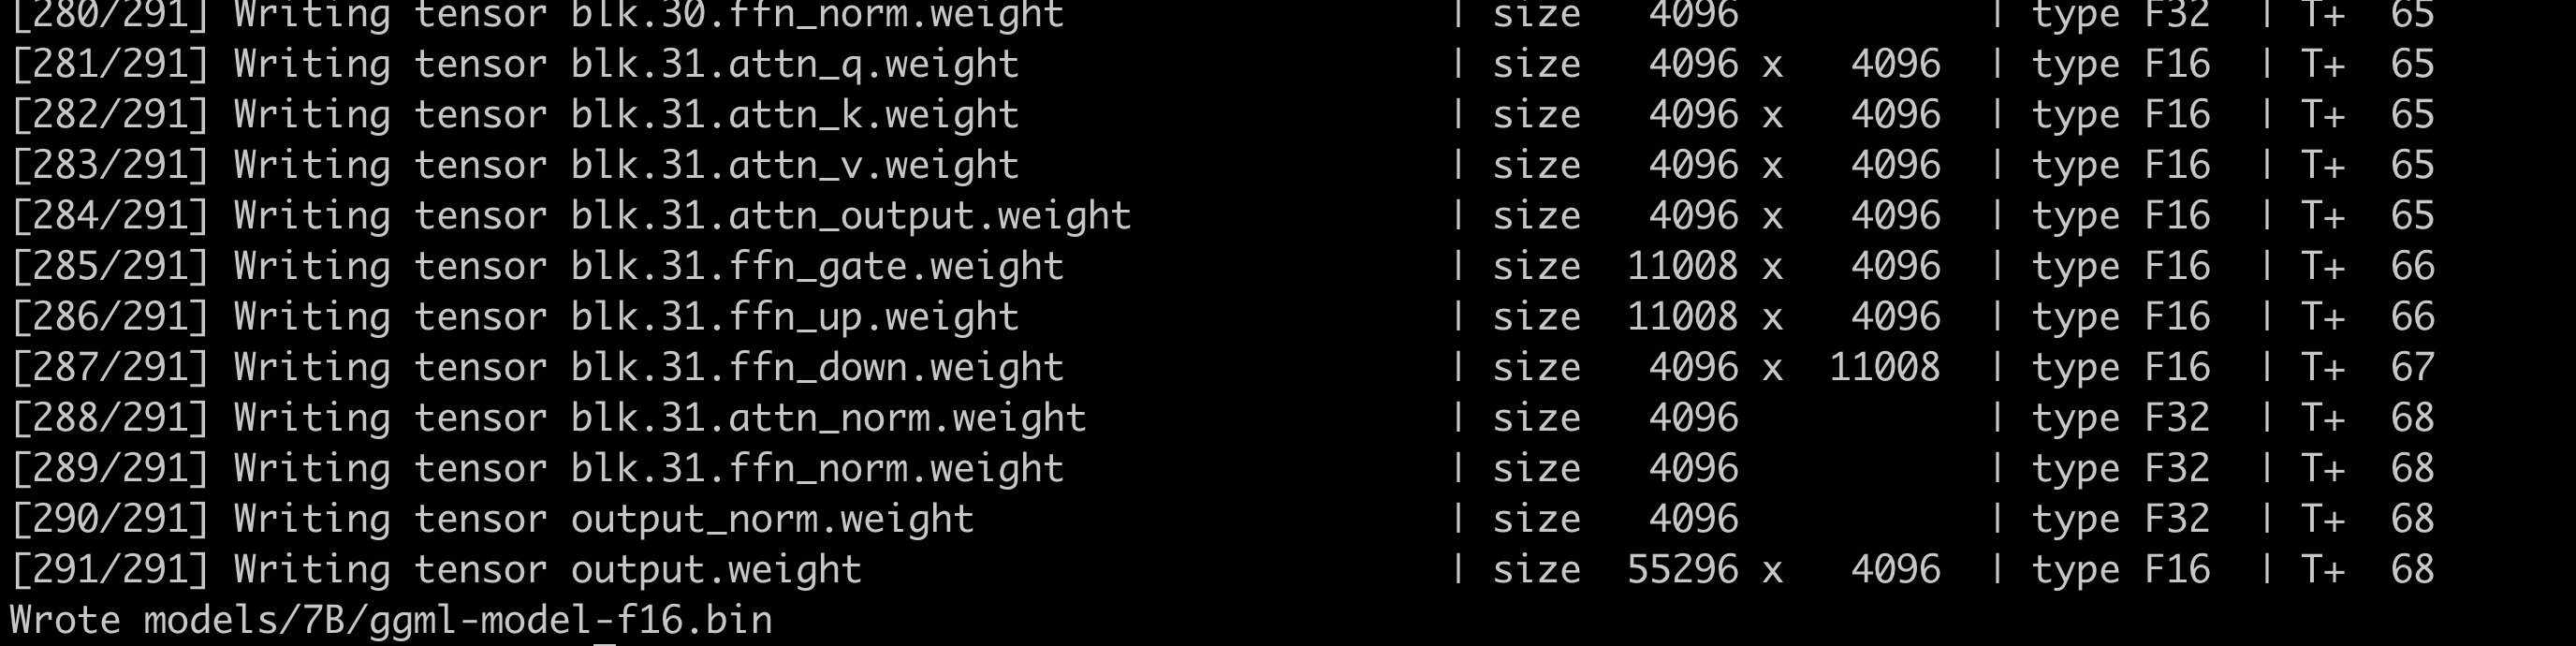 [280/291] Writing tensor blk.30.ffn_norm.weight | size 4096 | type F32 | T+ 65
[281/291] Writing tensor blk.31.attn_q.weight | size 4096 x 4096 | type F16 | T+ 65
[282/291] Writing tensor blk.31.attn_k.weight | size 4096 x 4096 | type F16 | T+ 65
[283/291] Writing tensor blk.31.attn_v.weight | size 4096 x 4096 | type F16 | T+ 65
[284/291] Writing tensor blk.31.attn_output.weight | size 4096 x 4096 | type F16 | T+ 65
[285/291] Writing tensor blk.31.ffn_gate.weight | size 11008 x 4096 | type F16 | T+ 66
[286/291] Writing tensor blk.31.ffn_up.weight | size 11008 x 4096 | type F16 | T+ 66
[287/291] Writing tensor blk.31.ffn_down.weight | size 4096 x 11008 | type F16 | T+ 67
[288/291] Writing tensor blk.31.attn_norm.weight | size 4096 | type F32 | T+ 68
[289/291] Writing tensor blk.31.ffn_norm.weight | size 4096 | type F32 | T+ 68
[290/291] Writing tensor output_norm.weight | size 4096 | type F32 | T+ 68
[291/291] Writing tensor output.weight | size 55296 x 4096 | type F16 | T+ 68
Wrote models/7B/ggml-model-f16.bin